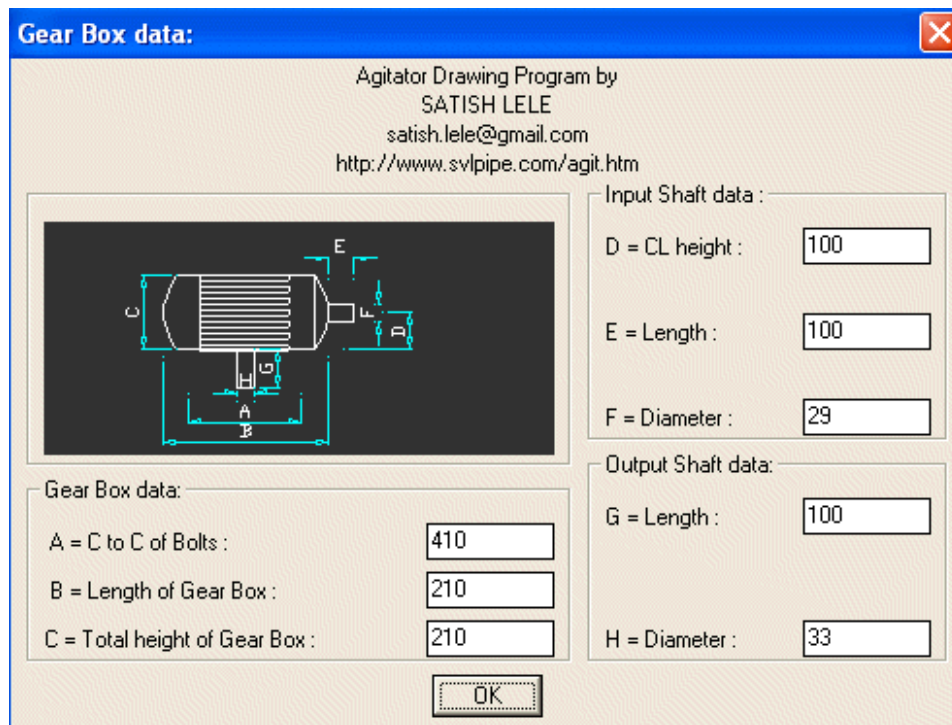 Gear Box data:
Agitator Drawing Program by
SATISH LELE
satish.lele@gmail.com
http://www.svlpipe.com/agit.htm
E
C
F
D
G
H
A
B
Input Shaft data :
D = CL height : 100
E = Length : 100
F = Diameter : 29
Gear Box data:
A = C to C of Bolts : 410
B = Length of Gear Box : 210
C = Total height of Gear Box : 210
Output Shaft data:
G = Length : 100
H = Diameter : 33
OK